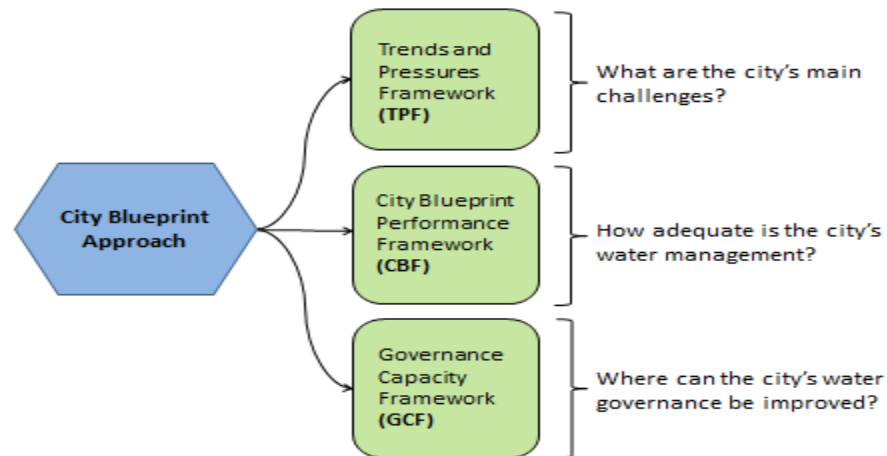 Trends and
Pressures
Framework
(TPF)
What are the city's main
challenges?
City Blueprint
Approach
City Blueprint
Performance
Framework
(CBF)
How adequate is the city's
water management?
Governance
Capacity
Framework
(GCF)
Where can the city's water
governance be improved?